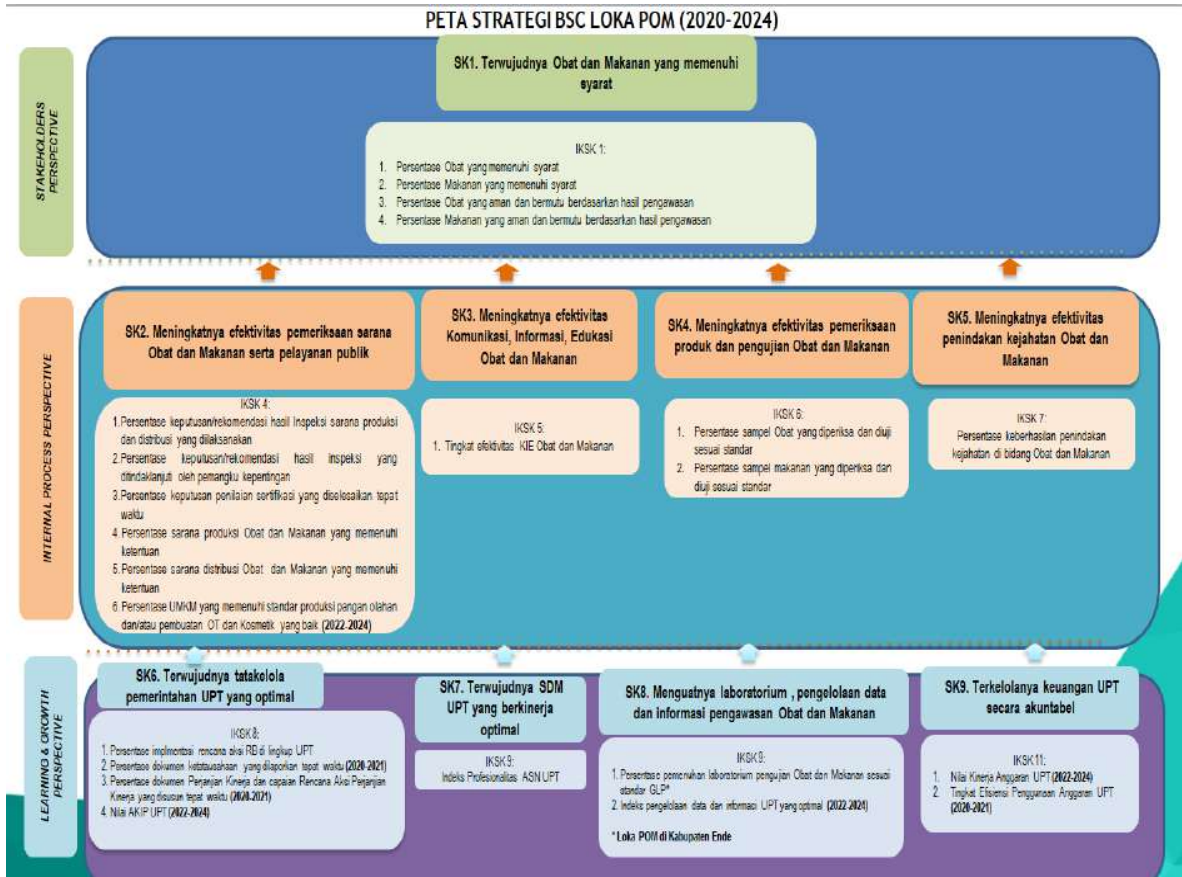 PETA STRATEGI BSC LOKA POM (2020-2024)
STAKEHOLDERS
PERSPECTIVE
SK1. Terwujudnya Obat dan Makanan yang memenuhi
syarat
IKSK 1:
1. Persentase Obat yang memenuhi syarat
2. Persentase Makanan yang memenuhi syarat
3. Persentase Obat yang aman dan bermutu berdasarkan hasil pengawasan
4. Persentase Makanan yang aman dan bermutu berdasarkan hasil pengawasan
INTERNAL PROCESS PERSPECTIVE
SK2. Meningkatnya efektivitas pemeriksaan sarana
Obat dan Makanan serta pelayanan publik
IKSK 4:
1.Persentase keputusan/rekomendasi hasil Inspeksi sarana produksi
dan distribusi yang dilaksanakan
2.Persentase keputusan/rekomendasi hasil inspeksi yang
ditindaklanjuti oleh pemangku kepentingan
3.Persentase keputusan penilaian sertifikasi yang diselesaikan tepat
waktu
4.Persentase sarana produksi Obat dan Makanan yang memenuhi
ketentuan
5.Persentase sarana distribusi Obat dan Makanan yang memenuhi
ketentuan
6.Persentase UMKM yang memenuhi standar produksi pangan olahan
dan/atau pembuatan OT dan Kosmetik yang baik (2022-2024)
SK3. Meningkatnya efektivitas
Komunikasi, Informasi, Edukasi
Obat dan Makanan
IKSK 5:
1. Tingkat efektivitas KIE Obat dan Makanan
SK4. Meningkatnya efektivitas pemeriksaan
produk dan pengujian Obat dan Makanan
IKSK 6:
1. Persentase sampel Obat yang diperiksa dan diuji
sesuai standar
2. Persentase sampel makanan yang diperiksa dan
diuji sesuai standar
SK5. Meningkatnya efektivitas
penindakan kejahatan Obat dan
Makanan
IKSK 7:
Persentase keberhasilan penindakan
kejahatan di bidang Obat dan Makanan
LEARNING & GROWTH
PERSPECTIVE
SK6. Terwujudnya tatakelola
pemerintahan UPT yang optimal
IKSK 8:
1. Persentase implmentasi rencana aksi RB di lingkup UPT
2. Persentase dokumen ketatausahaan yang dilaporkan tepat waktu (2020-2021)
3. Persentase dokumen Perjanjian Kinerja dan capaian Rencana Aksi Perjanjian
Kinerja yang disusun tepat waktu (2020-2021)
4. Nilai AKIP UPT (2022-2024)
SK7. Terwujudnya SDM
UPT yang berkinerja
optimal
IKSK 9:
Indeks Profesionalitas ASN UPT
SK8. Menguatnya laboratorium , pengelolaan data
dan informasi pengawasan Obat dan Makanan
IKSK 9:
1. Persentase pemenuhan laboratorium pengujian Obat dan Makanan sesuai
standar GLP*
2. Indeks pengelolaan data dan informasi UPT yang optimal (2022-2024)
* Loka POM di Kabupaten Ende
SK9. Terkelolanya keuangan UPT
secara akuntabel
IKSK 11:
1. Nilai Kinerja Anggaran UPT (2022-2024)
2. Tingkat Efisiensi Penggunaan Anggaran UPT
(2020-2021)